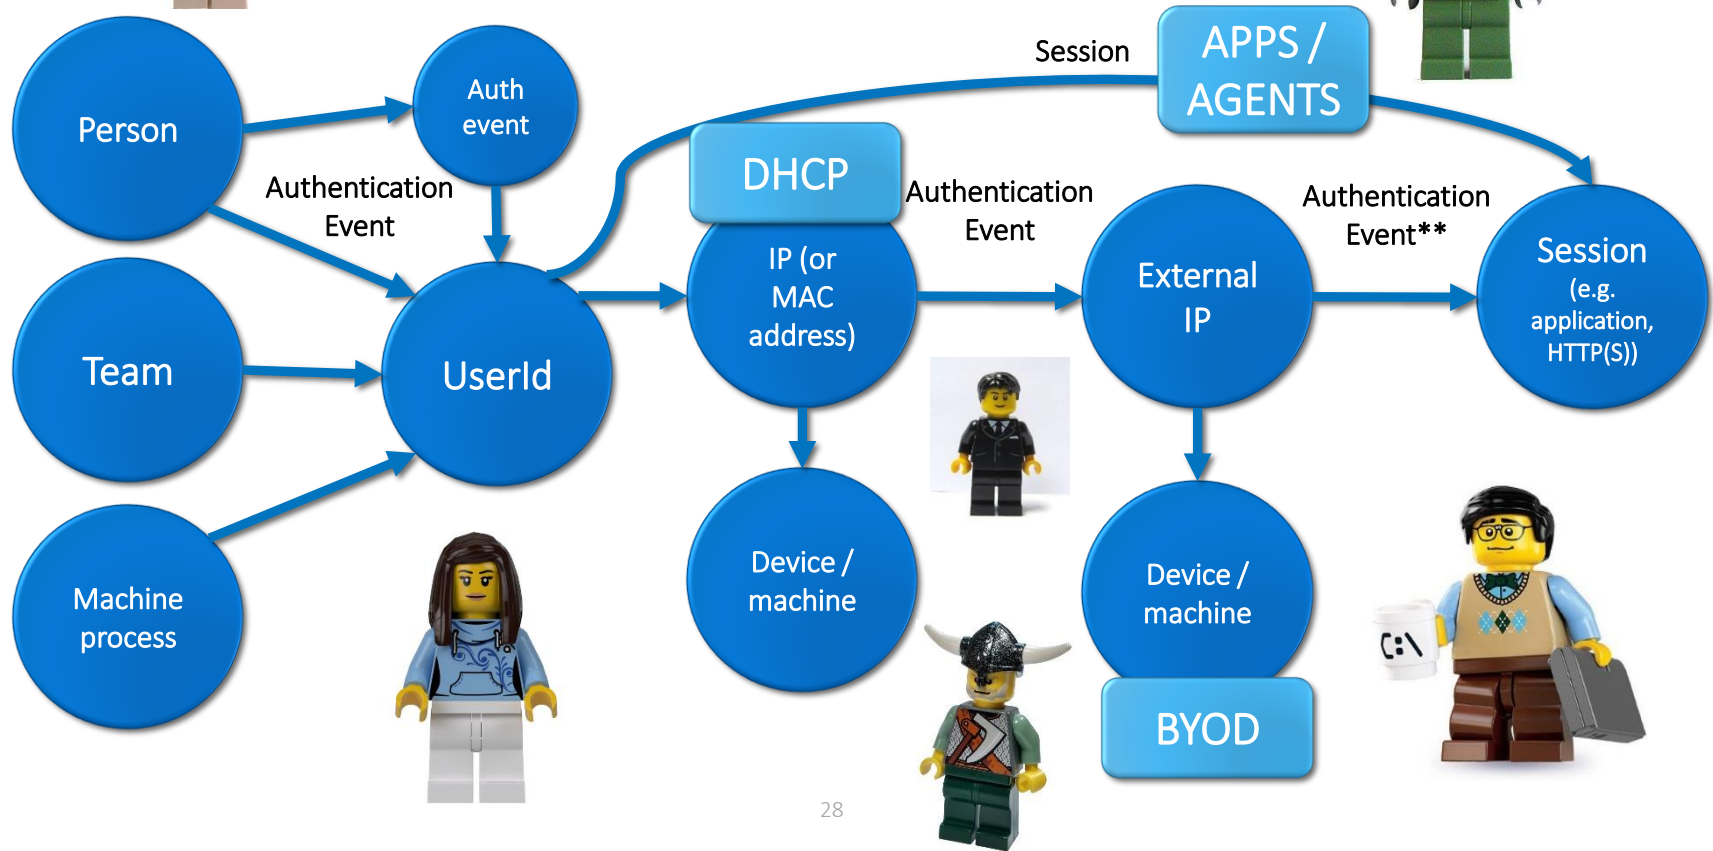 Person
Auth
event
Authentication
Event
Session
APPS /
AGENTS
DHCP
Authentication
Event
Authentication
Event**
IP (or
MAC
address)
External
IP
Session
(e.g.
application,
HTTP(S))
Team
UserId
Machine
process
Device /
machine
Device /
machine
BYOD
C:\
28